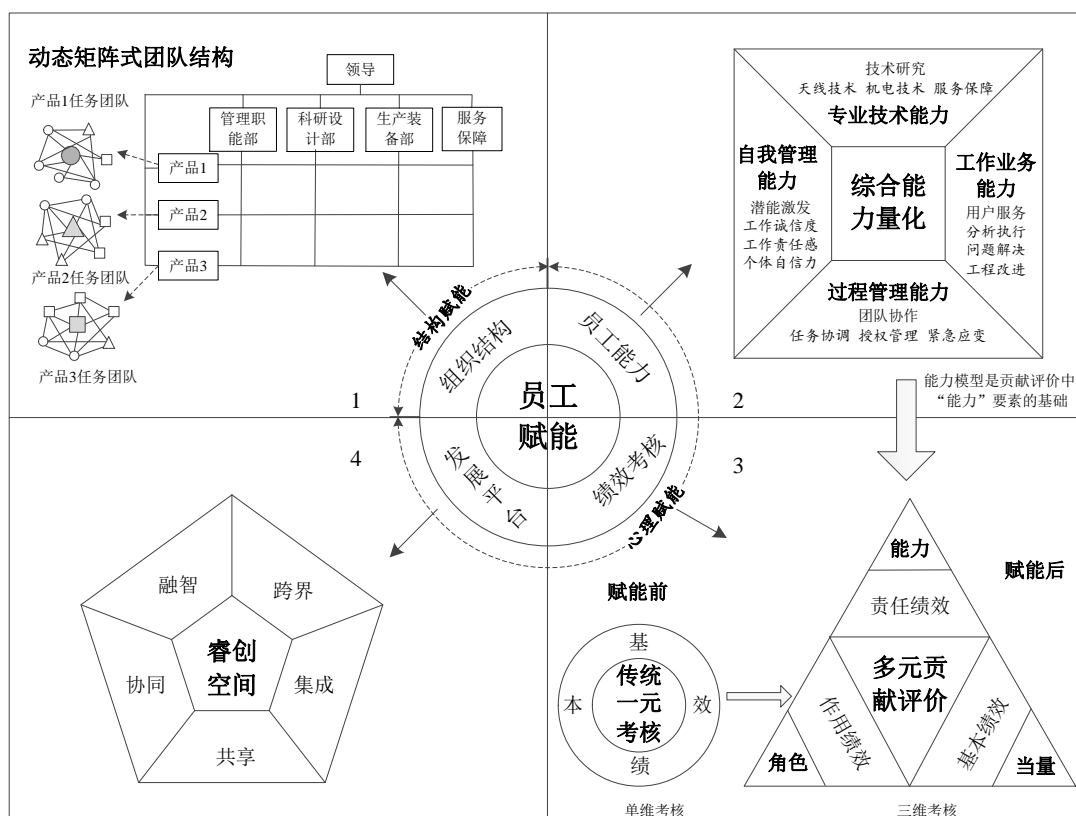 动态矩阵式团队结构
领导
管理职
能部
科研设
计部
生产装
备部
服务
保障
产品1任务团队
产品1
产品2
产品3
产品2任务团队
产品3任务团队
1
技术研究
天线技术 机电技术 服务保障
专业技术能力
自我管理
能力
潜能激发
工作诚信度
工作责任感
个体自信力
综合能
力量化
工作业务
能力
用户服务
分析执行
问题解决
工程改进
过程管理能力
团队协作
任务协调 授权管理 紧急应变
2
能力模型是贡献评价中
“能力”要素的基础
结构赋能
组织结构
员工能力
员工
赋能
发展平台
绩效考核
心理赋能
4
融智
跨界
睿创
空间
协同
集成
共享
3
赋能前
基
本
传统
一元
考核
效
绩
单维考核
赋能后
能力
责任绩效
多元贡
献评价
作用绩效
基本绩效
角色
当量
三维考核